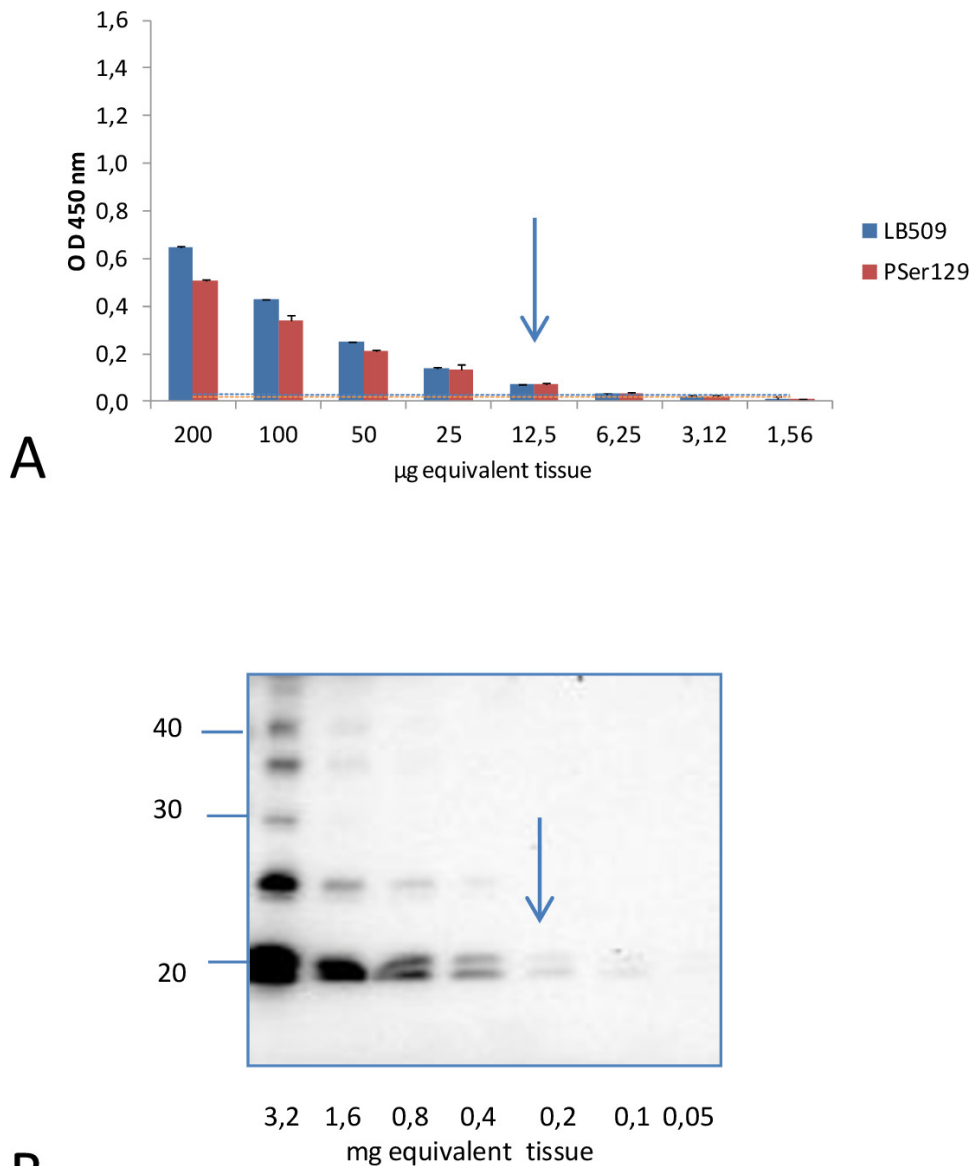 1,6
1,4
1,2
1,0
0,8
0,6
0,4
0,2
0,0
OD 450 nm
LB509
PSer129
200 100 50 25 12,5 6,25 3,12 1,56
µg equivalent tissue
A
40
30
20
3,2 1,6 0,8 0,4 0,2 0,1 0,05
mg equivalent tissue